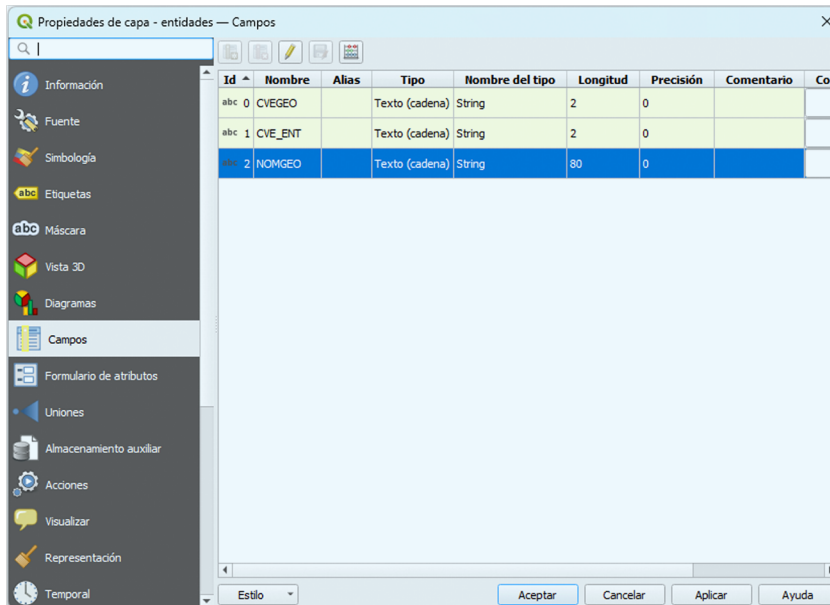 Propiedades de capa - entidades — Campos
Información
Fuente
Simbología
abc Etiquetas
abc Máscara
Vista 3D
Diagramas
Campos
Formulario de atributos
Uniones
Almacenamiento auxiliar
Acciones
Visualizar
Representación
Temporal
Id Nombre Alias Tipo Nombre del tipo Longitud Precisión Comentario Co
abc 0 CVEGEO Texto (cadena) String 2 0
abc 1 CVE_ENT Texto (cadena) String 2 0
abc 2 NOMGEO Texto (cadena) String 80 0
Estilo Aceptar Cancelar Aplicar Ayuda